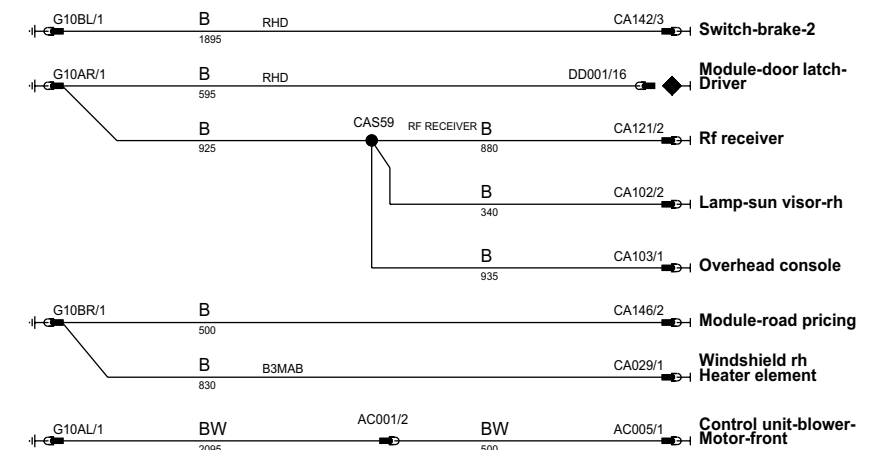 G10BL/1 B RHD CA142/3 Switch-brake-2
1895
G10AR/1 B RHD DD001/16 Module-door latch-
595 Driver
B CAS59 RF RECEIVER B CA121/2 Rf receiver
925 880
B CA102/2 Lamp-sun visor-rh
340
B CA103/1 Overhead console
935
G10BR/1 B CA146/2 Module-road pricing
500
B B3MAB CA029/1 Windshield rh
830 Heater element
G10AL/1 BW AC001/2 BW AC005/1 Control unit-blower-
2095 500 Motor-front